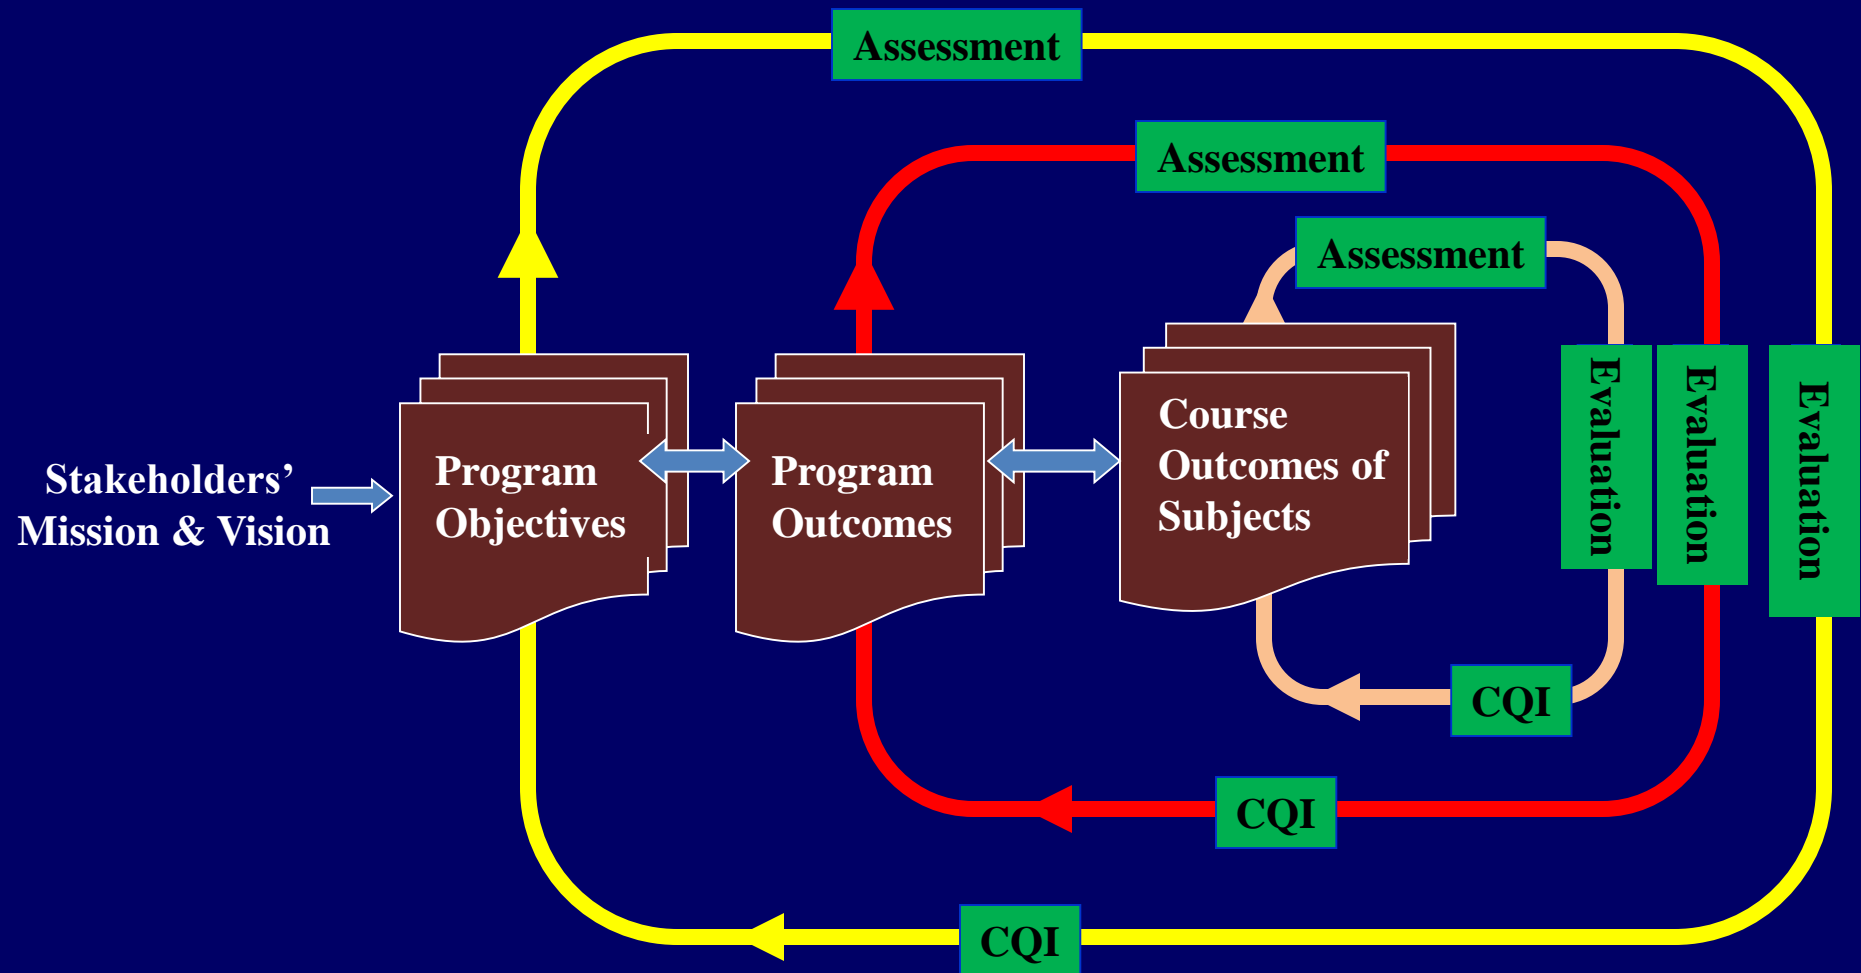 Assessment
Assessment
Assessment
Stakeholders’
Mission & Vision
Program
Objectives
Program
Outcomes
Course
Outcomes of
Subjects
Evaluation
Evaluation
Evaluation
CQI
CQI
CQI